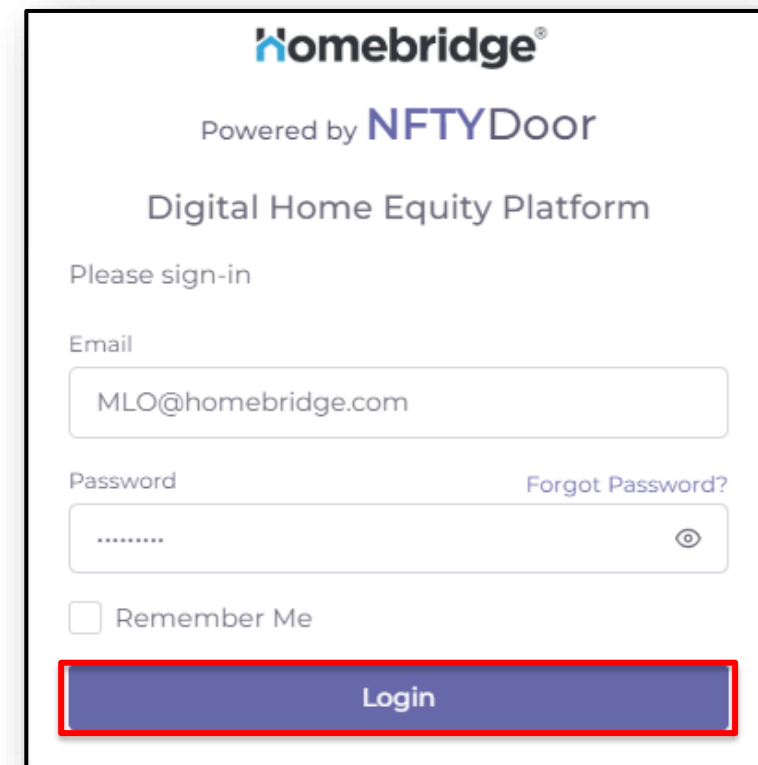 Homebridge®
Powered by NFTYDoor
Digital Home Equity Platform
Please sign-in
Email
MLO@homebridge.com
Password Forgot Password?
•••••••••
Remember Me
Login